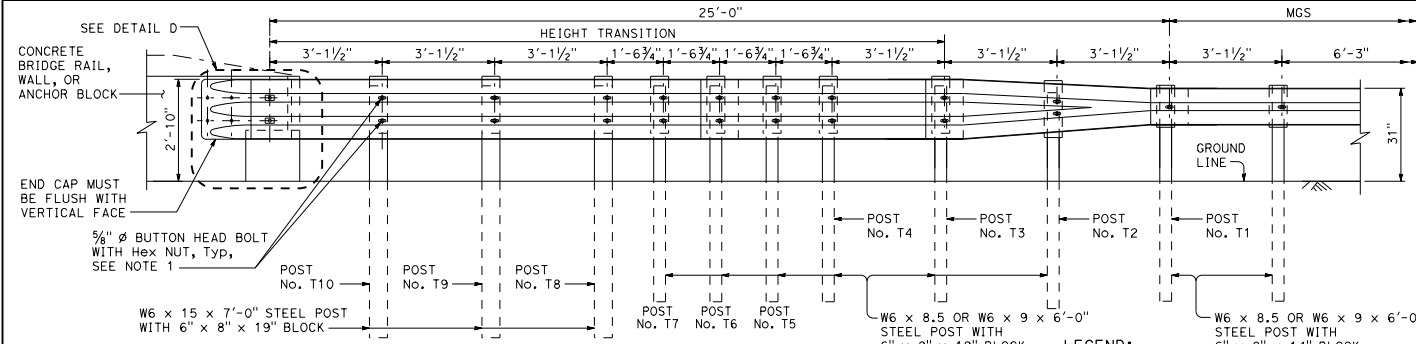 25'-0"
MGS
SEE DETAIL D
HEIGHT TRANSITION
3'-1½"
3'-1½"
3'-1½"
1'-6¾"
1'-6¾"
1'-6¾"
1'-6¾"
3'-1½"
3'-1½"
3'-1½"
3'-1½"
6'-3"
CONCRETE
BRIDGE RAIL,
WALL, OR
ANCHOR BLOCK
2'-10"
31"
GROUND
LINE
END CAP MUST
BE FLUSH WITH
VERTICAL FACE
⅝" Ø BUTTON HEAD BOLT
WITH Hex NUT, Typ,
SEE NOTE 1
POST
No. T10
POST
No. T9
POST
No. T8
POST
No. T7
POST
No. T6
POST
No. T5
POST
No. T4
POST
No. T3
POST
No. T2
POST
No. T1
W6 x 15 x 7'-0" STEEL POST
WITH 6" x 8" x 19" BLOCK
W6 x 8.5 OR W6 x 9 x 6'-0"
STEEL POST WITH
W6 x 8.5 OR W6 x 9 x 6'-0
STEEL POST WITH
LEGEND: